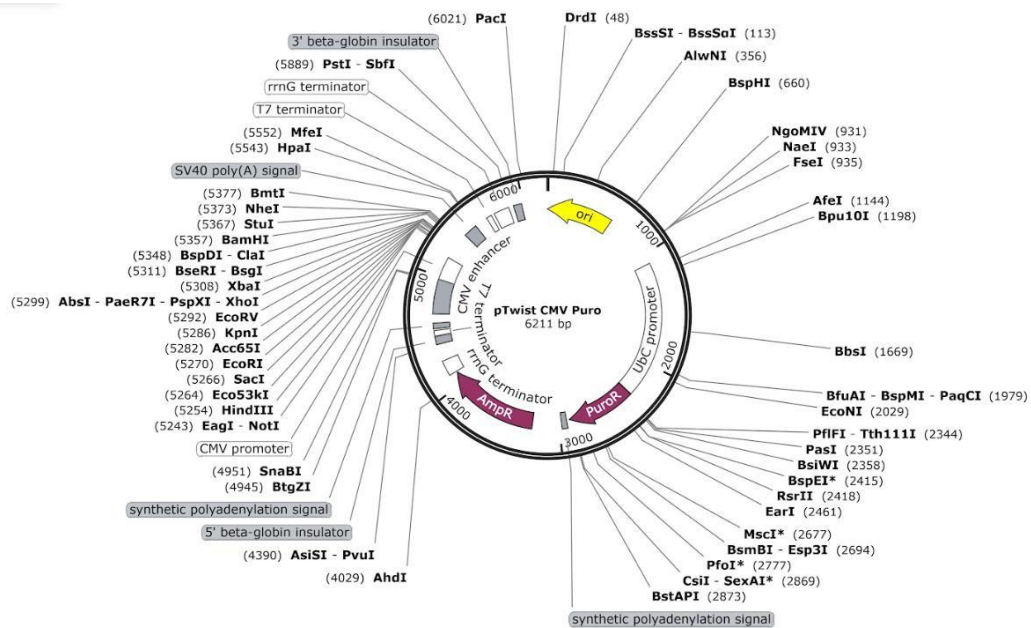 (6021) PacI
3' beta-globin insulator
(5889) PstI - SbfI
rrnG terminator
T7 terminator
(5552) MfeI
(5543) HpaI
SV40 poly(A) signal
(5377) BmtI
(5373) NheI
(5367) StuI
(5357) BamHI
(5348) BspDI - ClaI
(5311) BseRI - BsgI
(5308) XbaI
(5299) AbsI - PaeR7I - PspXI - XhoI
(5292) EcoRV
(5286) KpnI
(5282) Acc65I
(5270) EcoRI
(5266) SacI
(5264) Eco53kI
(5254) HindIII
(5243) EagI - NotI
CMV promoter
(4951) SnaBI
(4945) BtgZI
synthetic polyadenylation signal
5' beta-globin insulator
(4390) AsiSI - PvuI
(4029) AhdI
DrdI (48)
BssSI - BssSαI (113)
AlwNI (356)
BspHI (660)
NgoMIV (931)
NaeI (933)
FseI (935)
AfeI (1144)
Bpu10I (1198)
BbsI (1669)
BfuAI - BspMI - PaqCI (1979)
EcoNI (2029)
PflFI - Tth111I (2344)
PasI (2351)
BsiWI (2358)
BspEI* (2415)
RsrII (2418)
EarI (2461)
MscI* (2677)
BsmBI - Esp3I (2694)
PfoI* (2777)
CsiI - SexAI* (2869)
BstAPI (2873)
synthetic polyadenylation signal
6000
1000
2000
3000
4000
5000
ori
UbC promoter
PuroR
AmpR
rrnG terminator
T7 terminator
CMV enhancer
pTwist CMV Puro
6211 bp